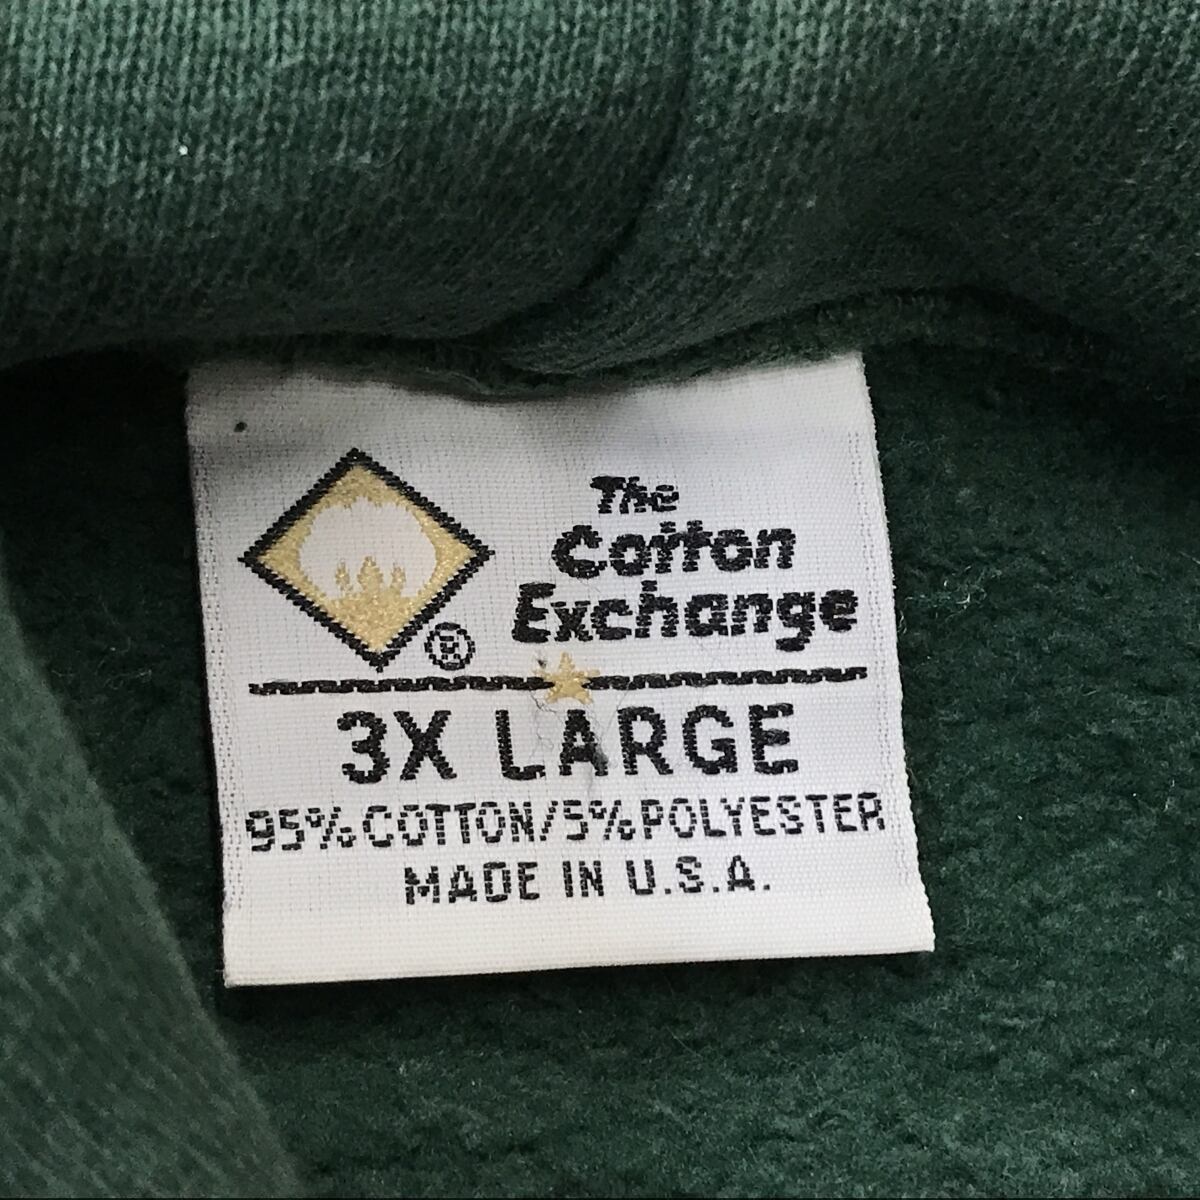 The
Cotton
Exchange
®
3X LARGE
95% COTTON/5% POLYESTER
MADE IN U.S.A.